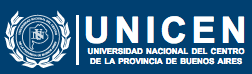 UNICEN
UNIVERSIDAD NACIONAL DEL CENTRO
DE LA PROVINCIA DE BUENOS AIRES